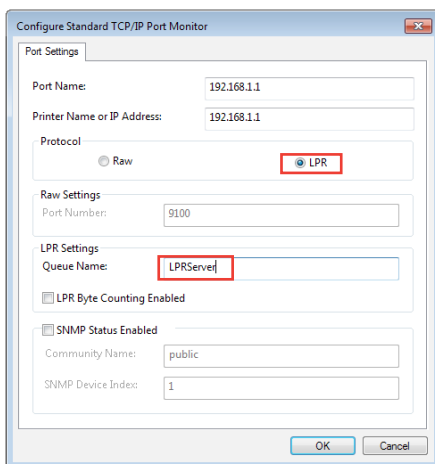 Configure Standard TCP/IP Port Monitor
Port Settings
Port Name: 192.168.1.1
Printer Name or IP Address: 192.168.1.1
Protocol
Raw LPR
Raw Settings
Port Number: 9100
LPR Settings
Queue Name: LPRServer
LPR Byte Counting Enabled
SNMP Status Enabled
Community Name: public
SNMP Device Index: 1
OK Cancel